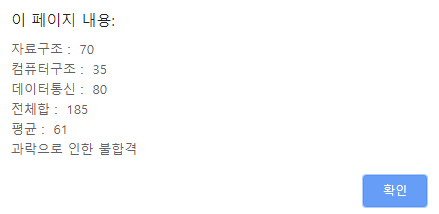 이 페이지 내용:
자료구조 : 70
컴퓨터구조 : 35
데이터통신 : 80
전체합 : 185
평균 : 61
과락으로 인한 불합격
확인